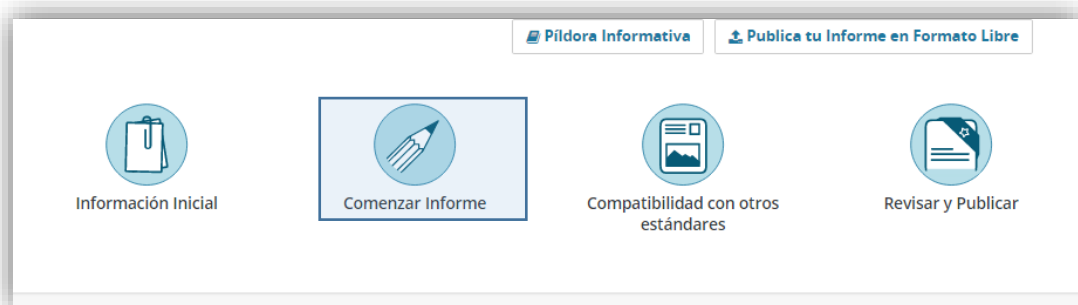 Píldora Informativa
Publica tu Informe en Formato Libre
Información Inicial
Comenzar Informe
Compatibilidad con otros
estándares
Revisar y Publicar